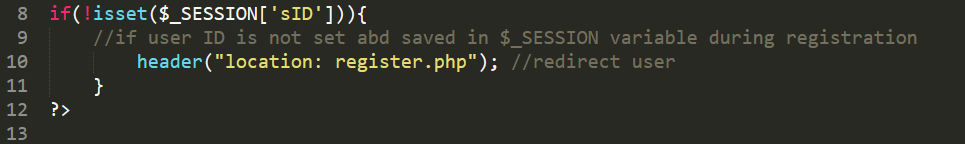 8 if(!isset($_SESSION['sID'])){
9 //if user ID is not set abd saved in $_SESSION variable during registration
10 header("location: register.php"); //redirect user
11 }
12 ?>
13